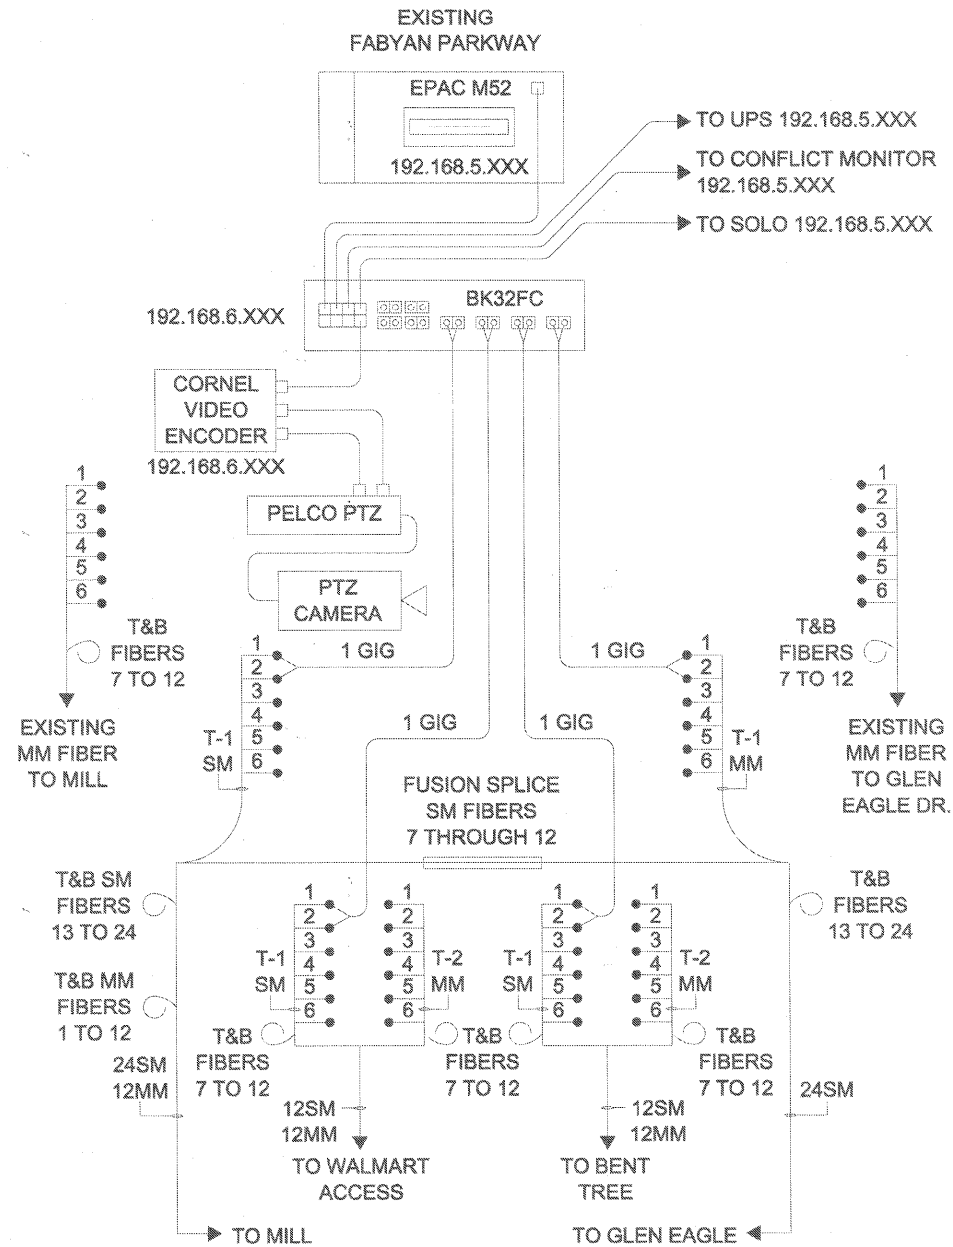 EXISTING
FABYAN PARKWAY
EPAC M52
192.168.5.XXX
TO UPS 192.168.5.XXX
TO CONFLICT MONITOR
192.168.5.XXX
TO SOLO 192.168.5.XXX
BK32FC
192.168.6.XXX
CORNEL
VIDEO
ENCODER
192.168.6.XXX
PELCO PTZ
PTZ
CAMERA
1
2
3
4
5
6
T&B
FIBERS
7 TO 12
EXISTING
MM FIBER
TO MILL
1
2
3
4
5
6
T&B
FIBERS
7 TO 12
EXISTING
MM FIBER
TO GLEN
EAGLE DR.
1 GIG
1 GIG
1 GIG
1 GIG
1
2
3
4
5
6
T-1
SM
1
2
3
4
5
6
T-1
MM
FUSION SPLICE
SM FIBERS
7 THROUGH 12
T&B SM
FIBERS
13 TO 24
T&B MM
FIBERS
1 TO 12
24SM
12MM
1
2
3
4
5
6
T-1
SM
T&B
FIBERS
7 TO 12
1
2
3
4
5
6
T-2
MM
T&B
FIBERS
7 TO 12
12SM
12MM
TO WALMART
ACCESS
1
2
3
4
5
6
T-1
SM
1
2
3
4
5
6
T-2
MM
T&B
FIBERS
7 TO 12
12SM
12MM
TO BENT
TREE
T&B
FIBERS
13 TO 24
24SM
TO MILL
TO GLEN EAGLE